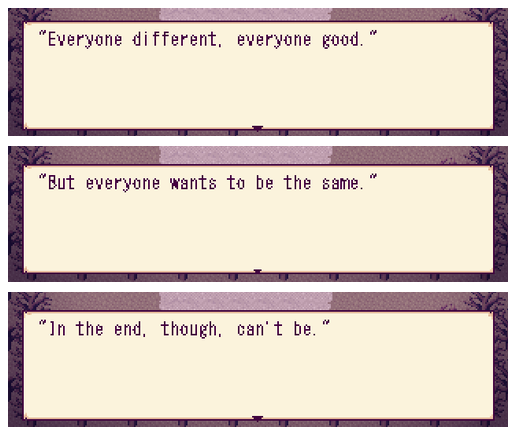 "Everyone different, everyone good."
"But everyone wants to be the same."
"In the end, though, can't be."